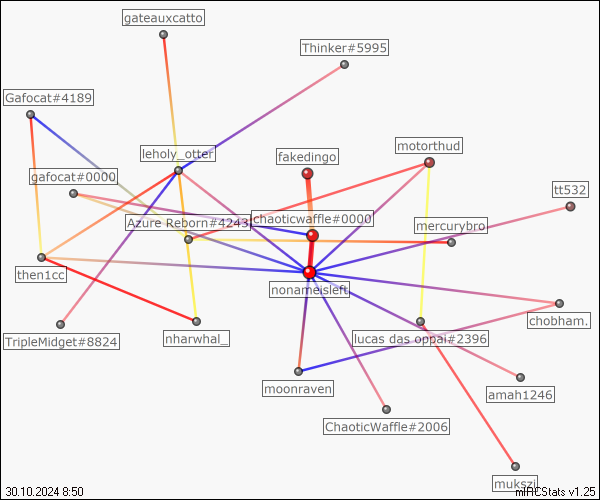 gateauxcatto
Thinker#5995
Gafocat#4189
motorthud
leholy_otter
fakedingo
gafocat#0000
tt532
Azure Reborn#4243
chaoticwaffle#0000
mercurybro
then1cc
nonameisleft
chobham.
TripleMidget#8824
nharwhal_
lucas das oppai#2396
moonraven
amah1246
ChaoticWaffle#2006
mukszi
30.10.2024 8:50
mIRCStats v1.25